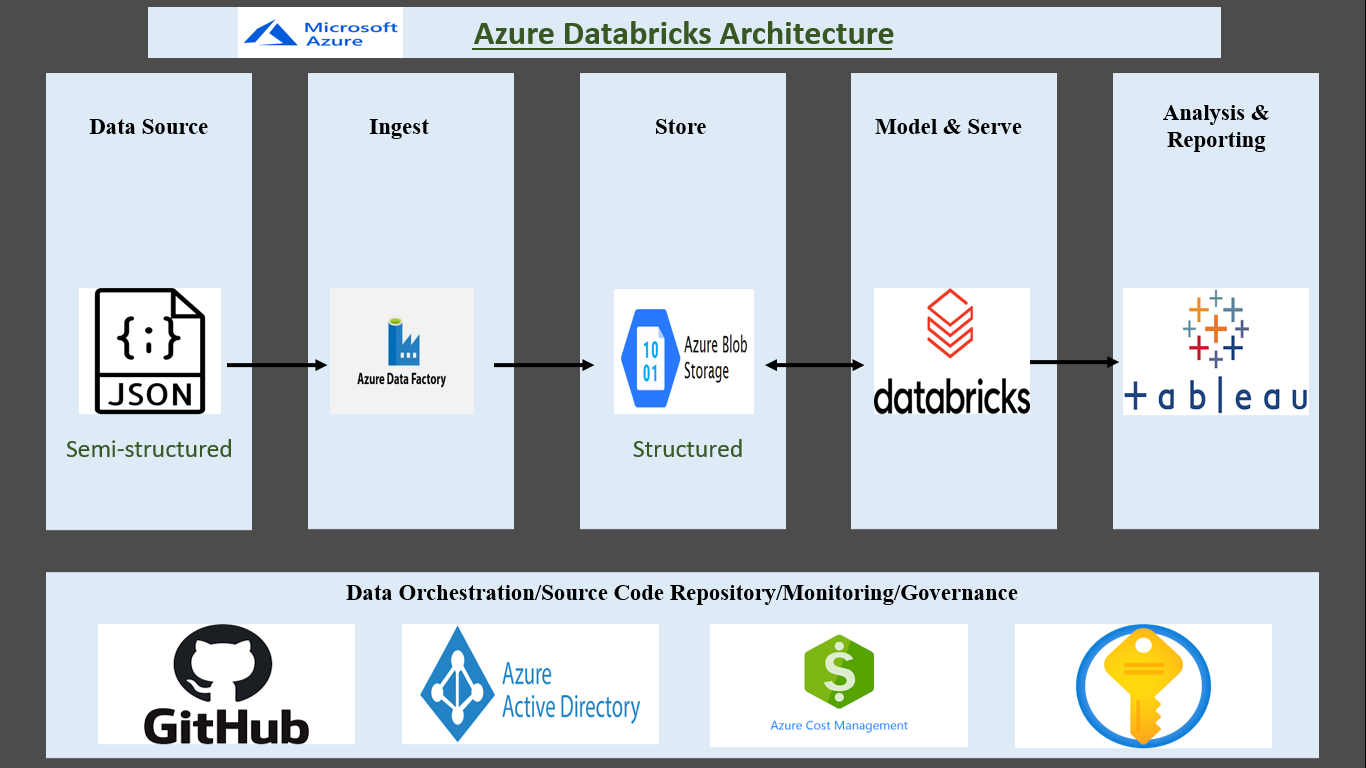 Microsoft
Azure
Azure Databricks Architecture
Data Source
Ingest
Store
Model & Serve
Analysis &
Reporting
{;}
JSON
Azure Data Factory
10
01
Azure Blob
Storage
databricks
+ableau
Semi-structured
Structured
Data Orchestration/Source Code Repository/Monitoring/Governance
GitHub
Azure
Active Directory
$
Azure Cost Management